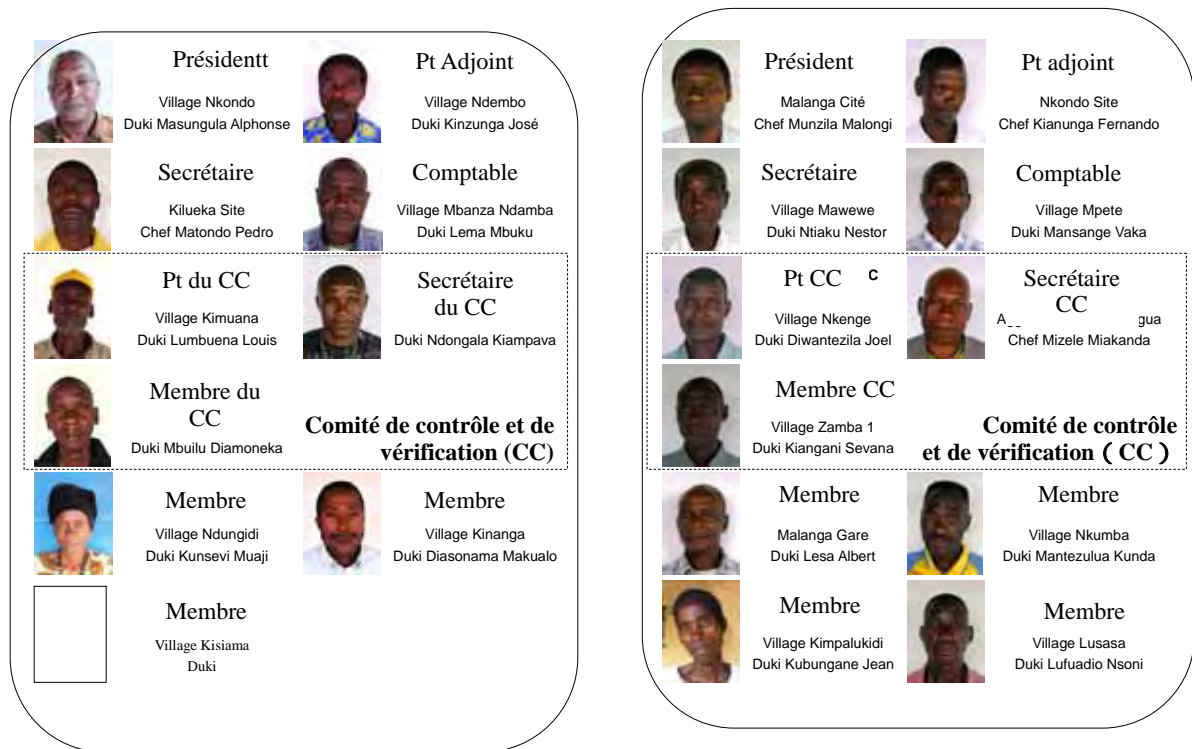 Présidentt
Village Nkondo
Duki Masungula Alphonse
Pt Adjoint
Village Ndembo
Duki Kinzunga José
Secrétaire
Kilueka Site
Chef Matondo Pedro
Comptable
Village Mbanza Ndamba
Duki Lema Mbuku
Pt du CC
Village Kimuana
Duki Lumbuena Louis
Secrétaire
du CC
Duki Ndongala Kiampava
Membre du
CC
Duki Mbuilu Diamoneka
Comité de contrôle et de
vérification (CC)
Membre
Village Ndungidi
Duki Kunsevi Muaji
Membre
Village Kinanga
Duki Diasonama Makualo
Membre
Village Kisiama
Duki
Président
Malanga Cité
Chef Munzila Malongi
Pt adjoint
Nkondo Site
Chef Kianunga Fernando
Secrétaire
Village Mawewe
Duki Ntiaku Nestor
Comptable
Village Mpete
Duki Mansange Vaka
Pt CC C
Village Nkenge
Duki Diwantezila Joel
Secrétaire
CC
gua
Chef Mizele Miakanda
Membre CC
Village Zamba 1
Duki Kiangani Sevana
Comité de contrôle
et de vérification ( CC )
Membre
Malanga Gare
Duki Lesa Albert
Membre
Village Nkumba
Duki Mantezulua Kunda
Membre
Village Kimpalukidi
Duki Kubungane Jean
Membre
Village Lusasa
Duki Lufuadio Nsoni